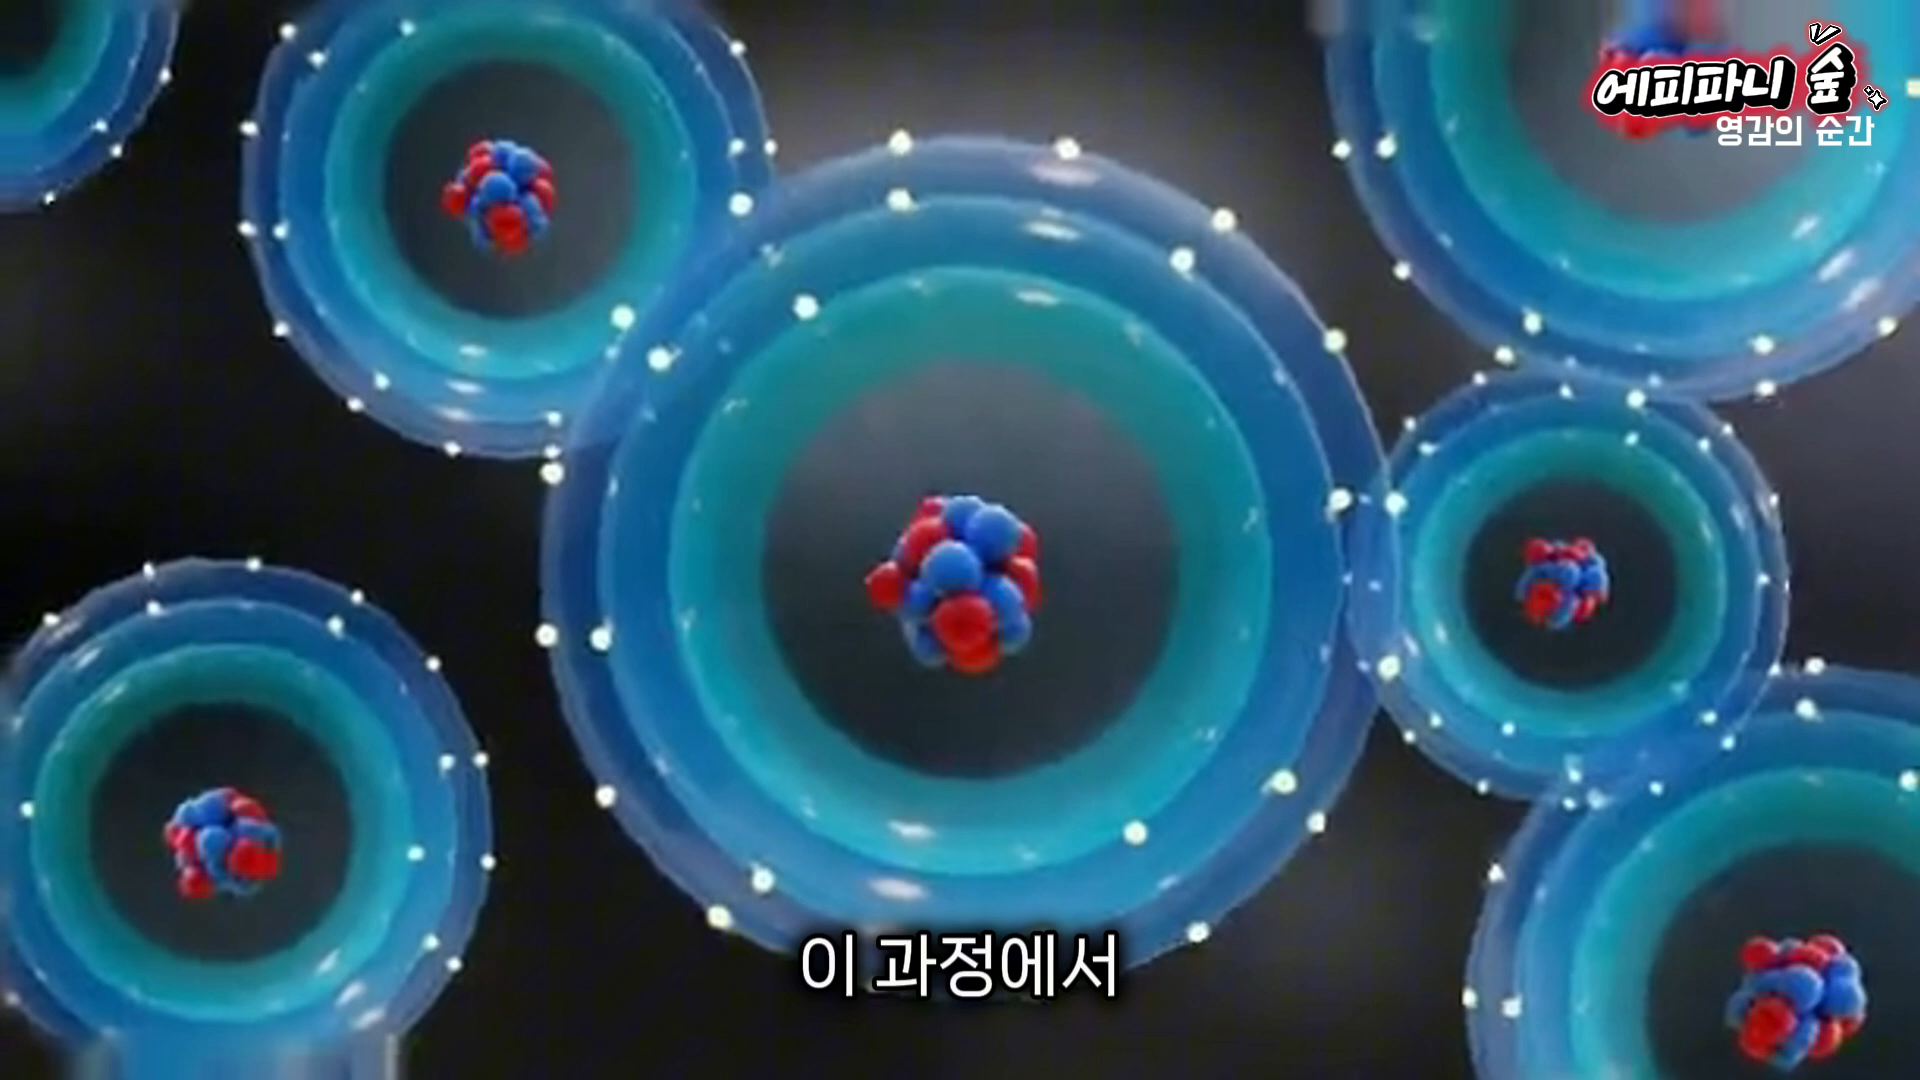 에피파니 숲
영감의 순간
이 과정에서